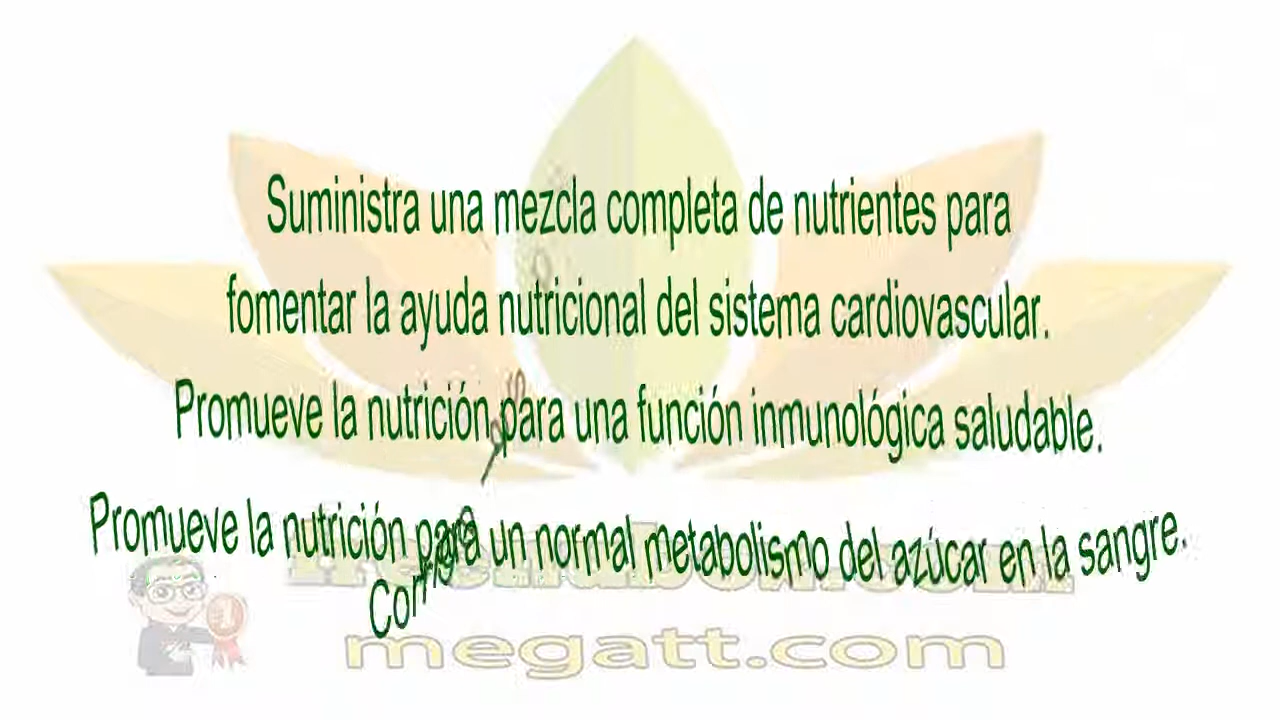 Suministra una mezcla completa de nutrientes para
fomentar la ayuda nutricional del sistema cardiovascular.
Promueve la nutrición para una función inmunológica saludable.
Promueve la nutrición para un normal metabolismo del azúcar en la sangre.
megatt.com